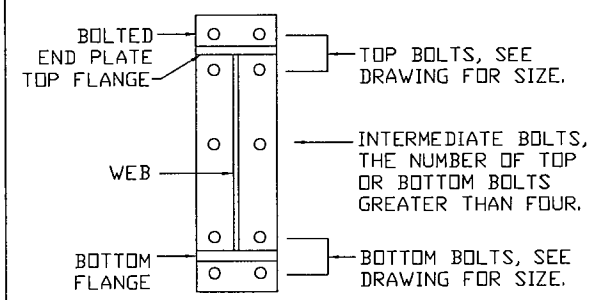 BOLTED
END PLATE
TOP FLANGE
TOP BOLTS, SEE
DRAWING FOR SIZE.
WEB
INTERMEDIATE BOLTS,
THE NUMBER OF TOP
OR BOTTOM BOLTS
GREATER THAN FOUR.
BOTTOM
FLANGE
BOTTOM BOLTS, SEE
DRAWING FOR SIZE.